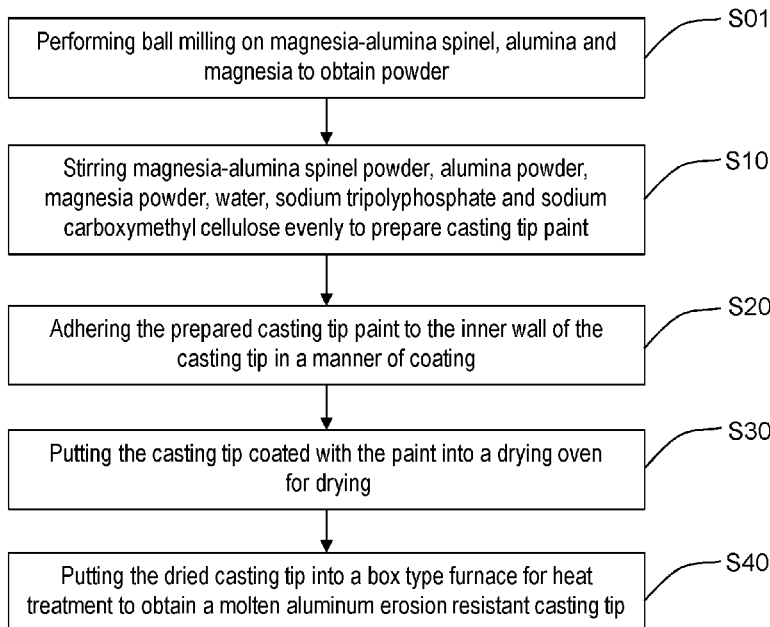 Performing ball milling on magnesia-alumina spinel, alumina and
magnesia to obtain powder
S01
Stirring magnesia-alumina spinel powder, alumina powder,
magnesia powder, water, sodium tripolyphosphate and sodium
carboxymethyl cellulose evenly to prepare casting tip paint
S10
Adhering the prepared casting tip paint to the inner wall of the
casting tip in a manner of coating
S20
Putting the casting tip coated with the paint into a drying oven
for drying
S30
Putting the dried casting tip into a box type furnace for heat
treatment to obtain a molten aluminum erosion resistant casting tip
S40